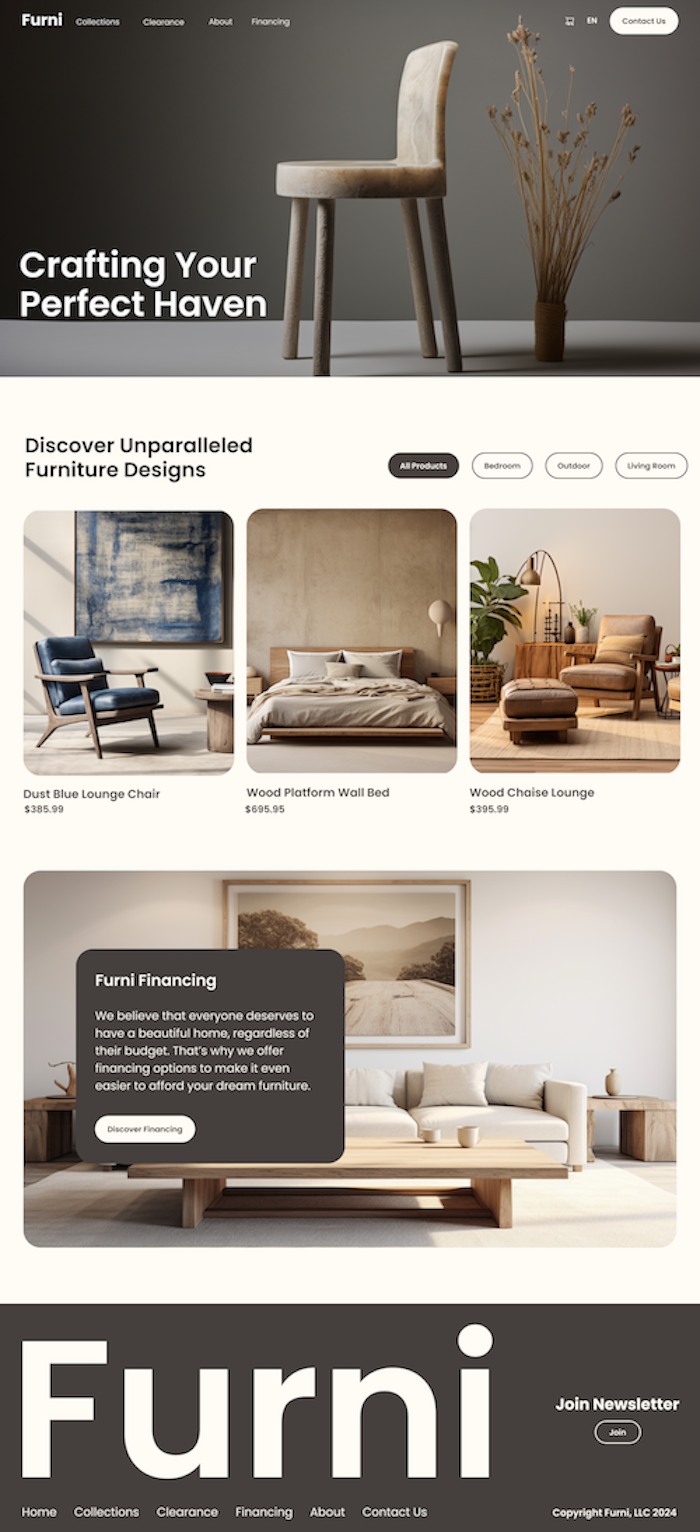 Furni
Collections
Clearance
About
Financing
EN
Contact Us
Crafting Your
Perfect Haven
Discover Unparalleled
Furniture Designs
All Products
Bedroom
Outdoor
Living Room
Dust Blue Lounge Chair
$385.99
Wood Platform Wall Bed
$695.95
Wood Chaise Lounge
$395.99
Furni Financing
We believe that everyone deserves to
have a beautiful home, regardless of
their budget. That's why we offer
financing options to make it even
easier to afford your dream furniture.
Discover Financing
Furni
Join Newsletter
Join
Home
Collections
Clearance
Financing
About
Contact Us
Copyright Furni, LLC 2024